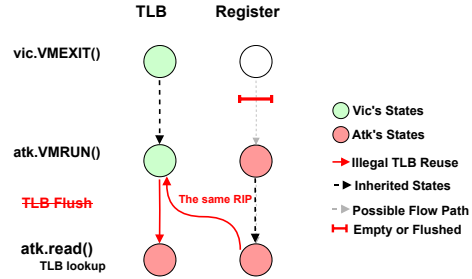 TLB Register
vic.VMEXIT()
Vic's States
Atk's States
atk.VMRUN()
Illegal TLB Reuse
Inherited States
TLB Flush
The same RIP
Possible Flow Path
Empty or Flushed
atk.read()
TLB lookup